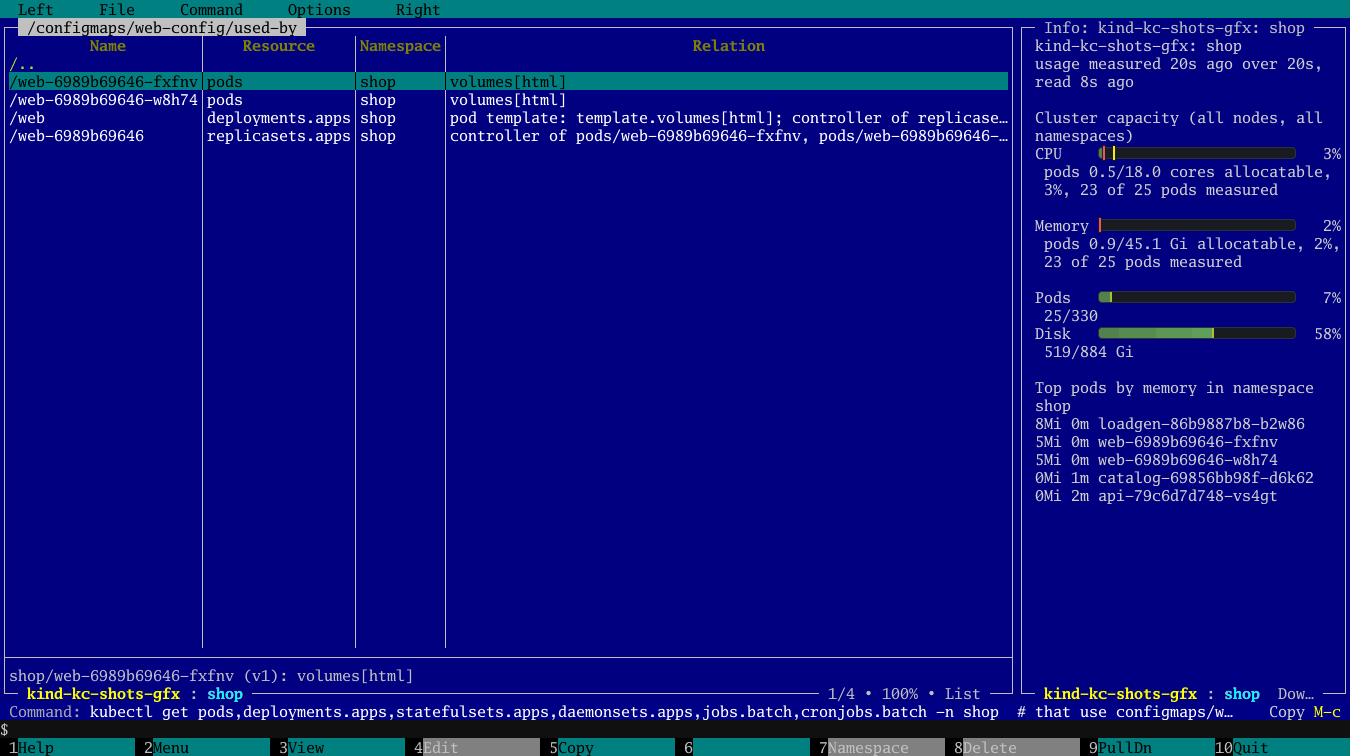 Left File Command Options Right
/configmaps/web-config/used-by
Info: kind-kc-shots-gfx: shop
Name Resource Namespace Relation
/..
/web-6989b69646-fxfnv pods shop volumes[html]
/web-6989b69646-w8h74 pods shop volumes[html]
/web deployments.apps shop pod template: template.volumes[html]; controller of replicase…
/web-6989b69646 replicasets.apps shop controller of pods/web-6989b69646-fxfnv, pods/web-6989b69646-…
shop/web-6989b69646-fxfnv (v1): volumes[html]
kind-kc-shots-gfx : shop 1/4 • 100% • List
kind-kc-shots-gfx: shop
usage measured 20s ago over 20s,
read 8s ago
Cluster capacity (all nodes, all
namespaces)
CPU 3%
pods 0.5/18.0 cores allocatable,
3%, 23 of 25 pods measured
Memory 2%
pods 0.9/45.1 Gi allocatable, 2%,
23 of 25 pods measured
Pods 7%
25/330
Disk 58%
519/884 Gi
Top pods by memory in namespace
shop
8Mi 0m loadgen-86b9887b8-b2w86
5Mi 0m web-6989b69646-fxfnv
5Mi 0m web-6989b69646-w8h74
0Mi 1m catalog-69856bb98f-d6k62
0Mi 2m api-79c6d7d748-vs4gt
kind-kc-shots-gfx : shop Dow…
Command: kubectl get pods,deployments.apps,statefulsets.apps,daemonsets.apps,jobs.batch,cronjobs.batch -n shop # that use configmaps/w… Copy M-c
$
1Help 2Menu 3View 4Edit 5Copy 6 7Namespace 8Delete 9PullDn 10Quit